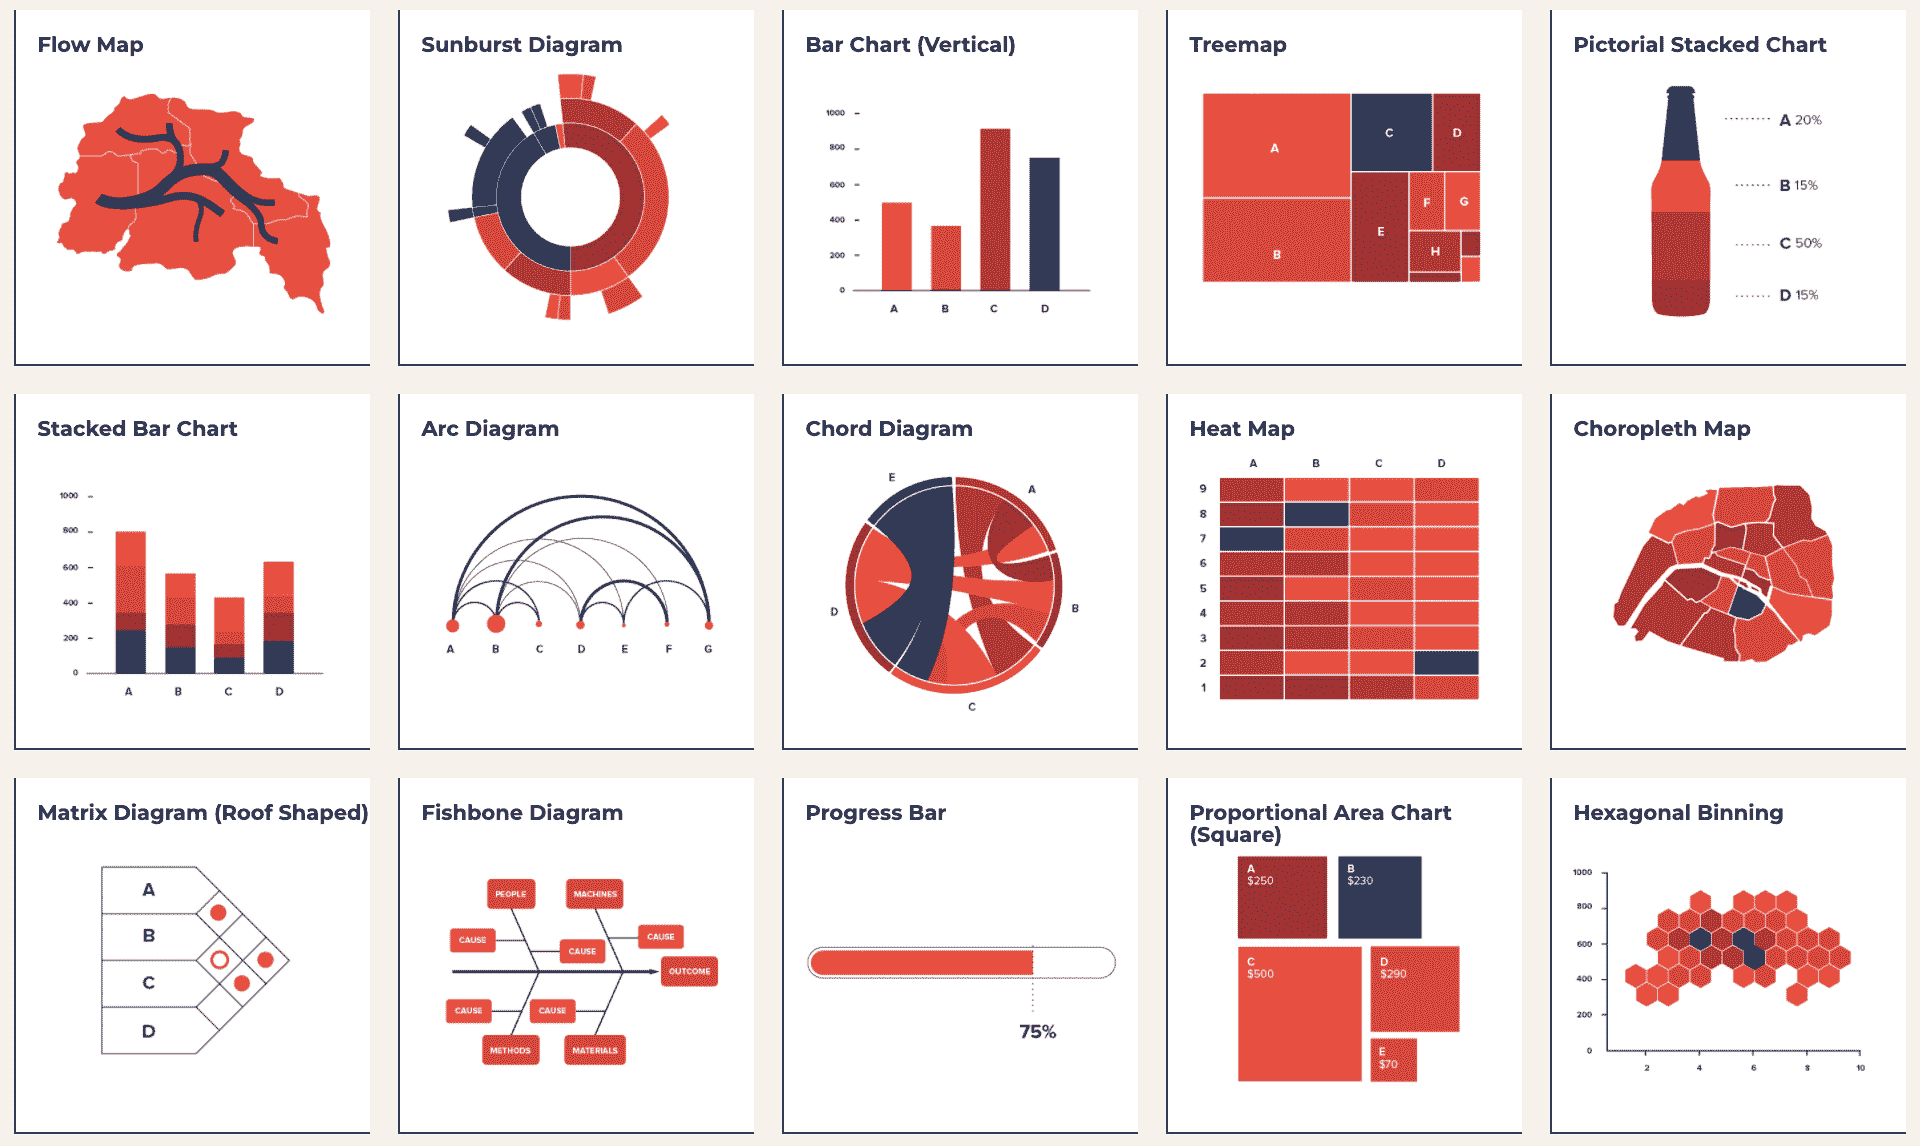 Flow Map
Sunburst Diagram
Bar Chart (Vertical)
1000
800
600
400
200
0
A B C D
Treemap
A
B
C
D
E
F
G
H
Pictorial Stacked Chart
A 20%
B 15%
C 50%
D 15%
Stacked Bar Chart
1000
800
600
400
200
0
A B C D
Arc Diagram
A B C D E F G
Chord Diagram
E
A
D
B
C
Heat Map
A B C D
9
8
7
6
5
4
3
2
1
Choropleth Map
Matrix Diagram (Roof Shaped)
A
B
C
D
Fishbone Diagram
PEOPLE MACHINES
CAUSE
CAUSE
CAUSE
OUTCOME
CAUSE CAUSE
METHODS MATERIALS
Progress Bar
75%
Proportional Area Chart
(Square)
A
$250
B
$230
C
$500
D
$290
E
$70
Hexagonal Binning
1000
800
600
400
200
0
2 4 6 8 10